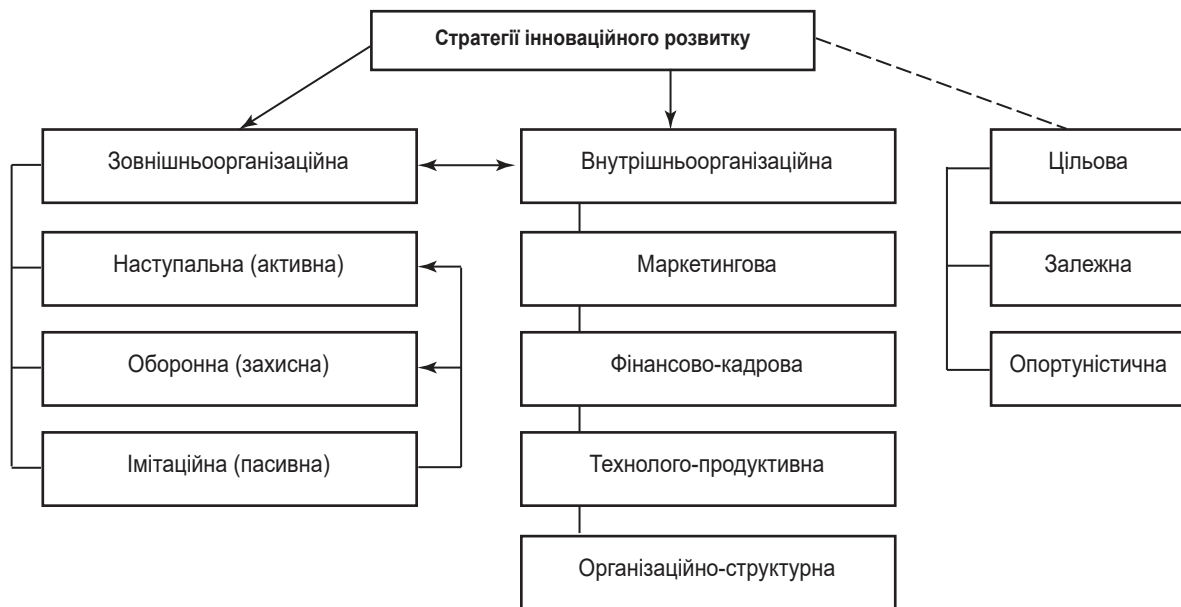 Стратегії інноваційного розвитку
Зовнішньоорганізаційна
Внутрішньоорганізаційна
Цільова
Наступальна (активна)
Маркетингова
Залежна
Оборонна (захисна)
Фінансово-кадрова
Опортуністична
Імітаційна (пасивна)
Технолого-продуктивна
Організаційно-структурна